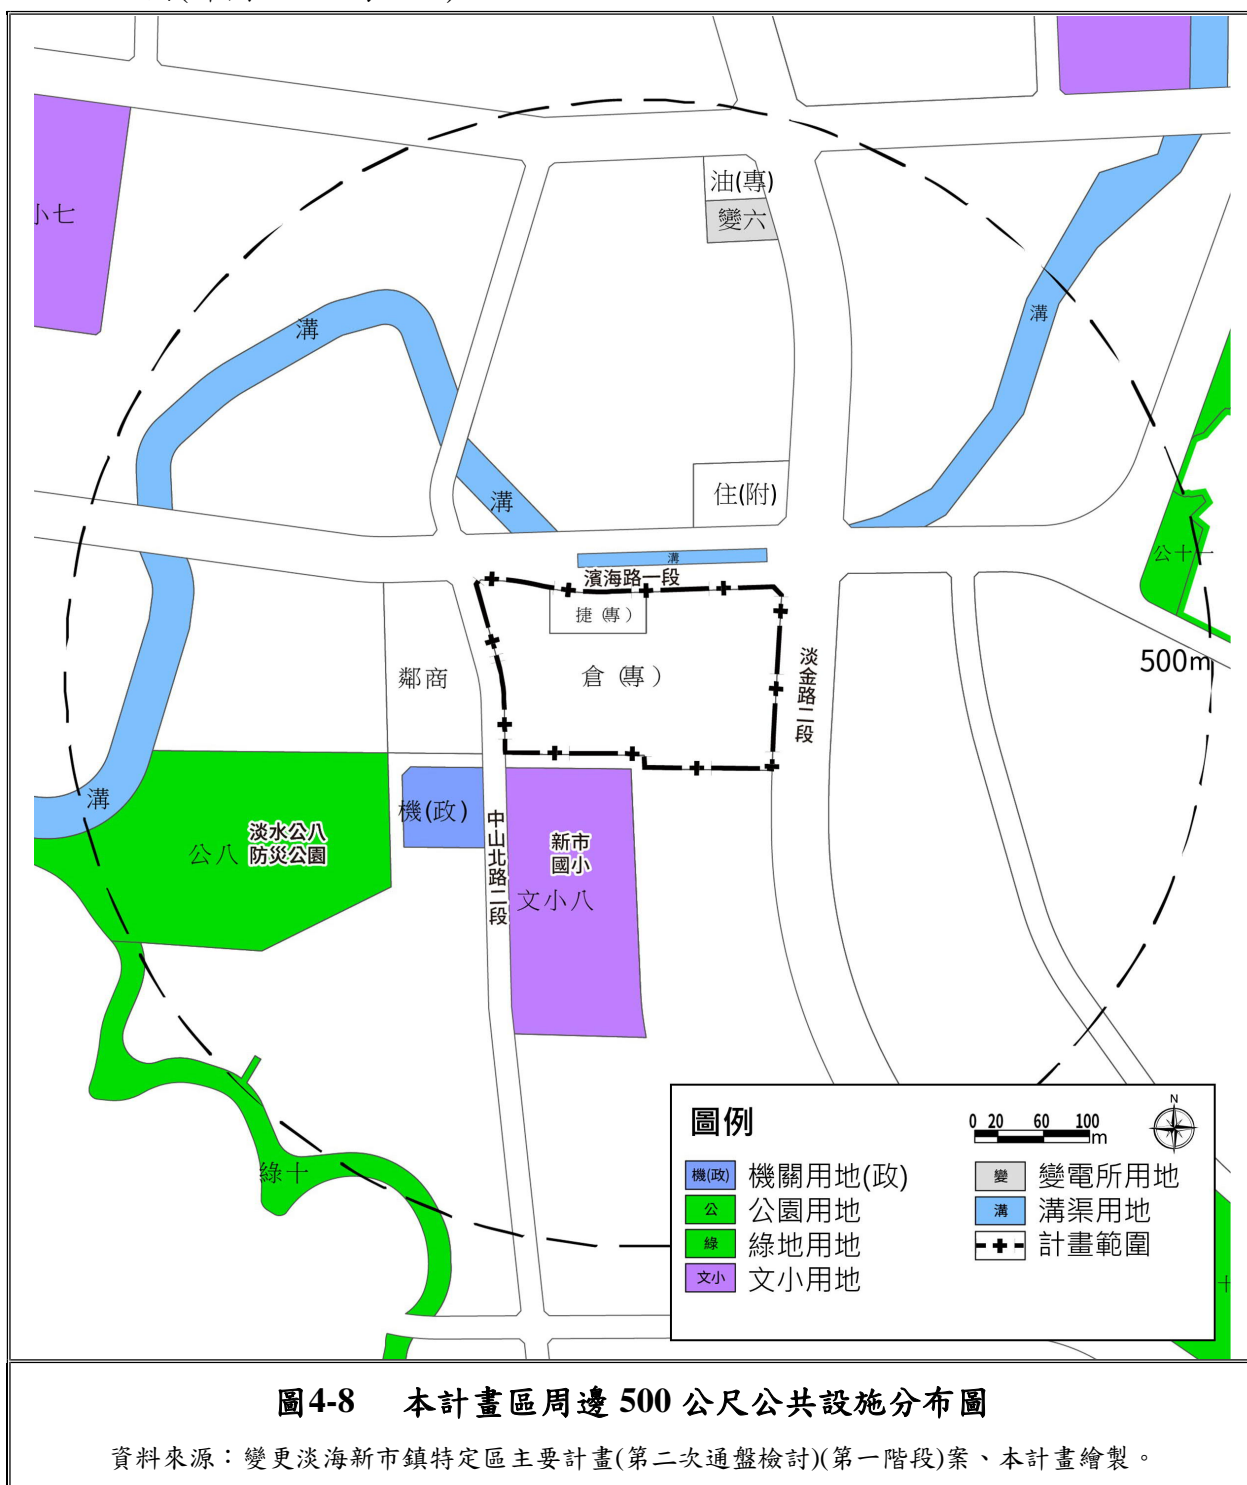 油(專)
變六
小七
溝
溝
溝
住(附)
溝
濱海路一段
捷(專)
公十一
500m
鄰商
倉(專)
淡金路二段
溝
機(政)
公八
淡水公八
防災公園
中山北路二段
新市
國小
文小八
綠十
圖例
0 20 60 100
m
N
機(政) 機關用地(政)
公 公園用地
綠 綠地用地
文小 文小用地
變 變電所用地
溝 溝渠用地
計畫範圍
圖4-8 本計畫區周邊 500 公尺公共設施分布圖
資料來源：變更淡海新市鎮特定區主要計畫(第二次通盤檢討)(第一階段)案、本計畫繪製。